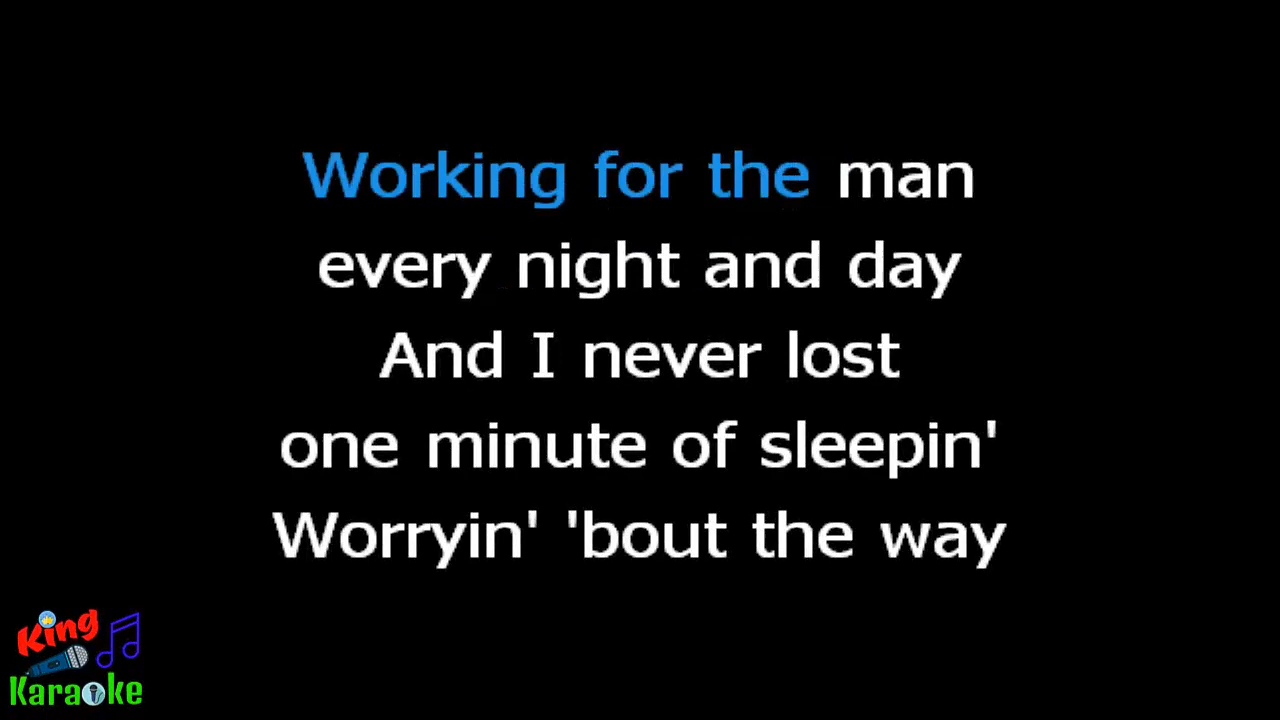 Working for the man
every night and day
And I never lost
one minute of sleepin'
Worryin' 'bout the way
King
Karaoke